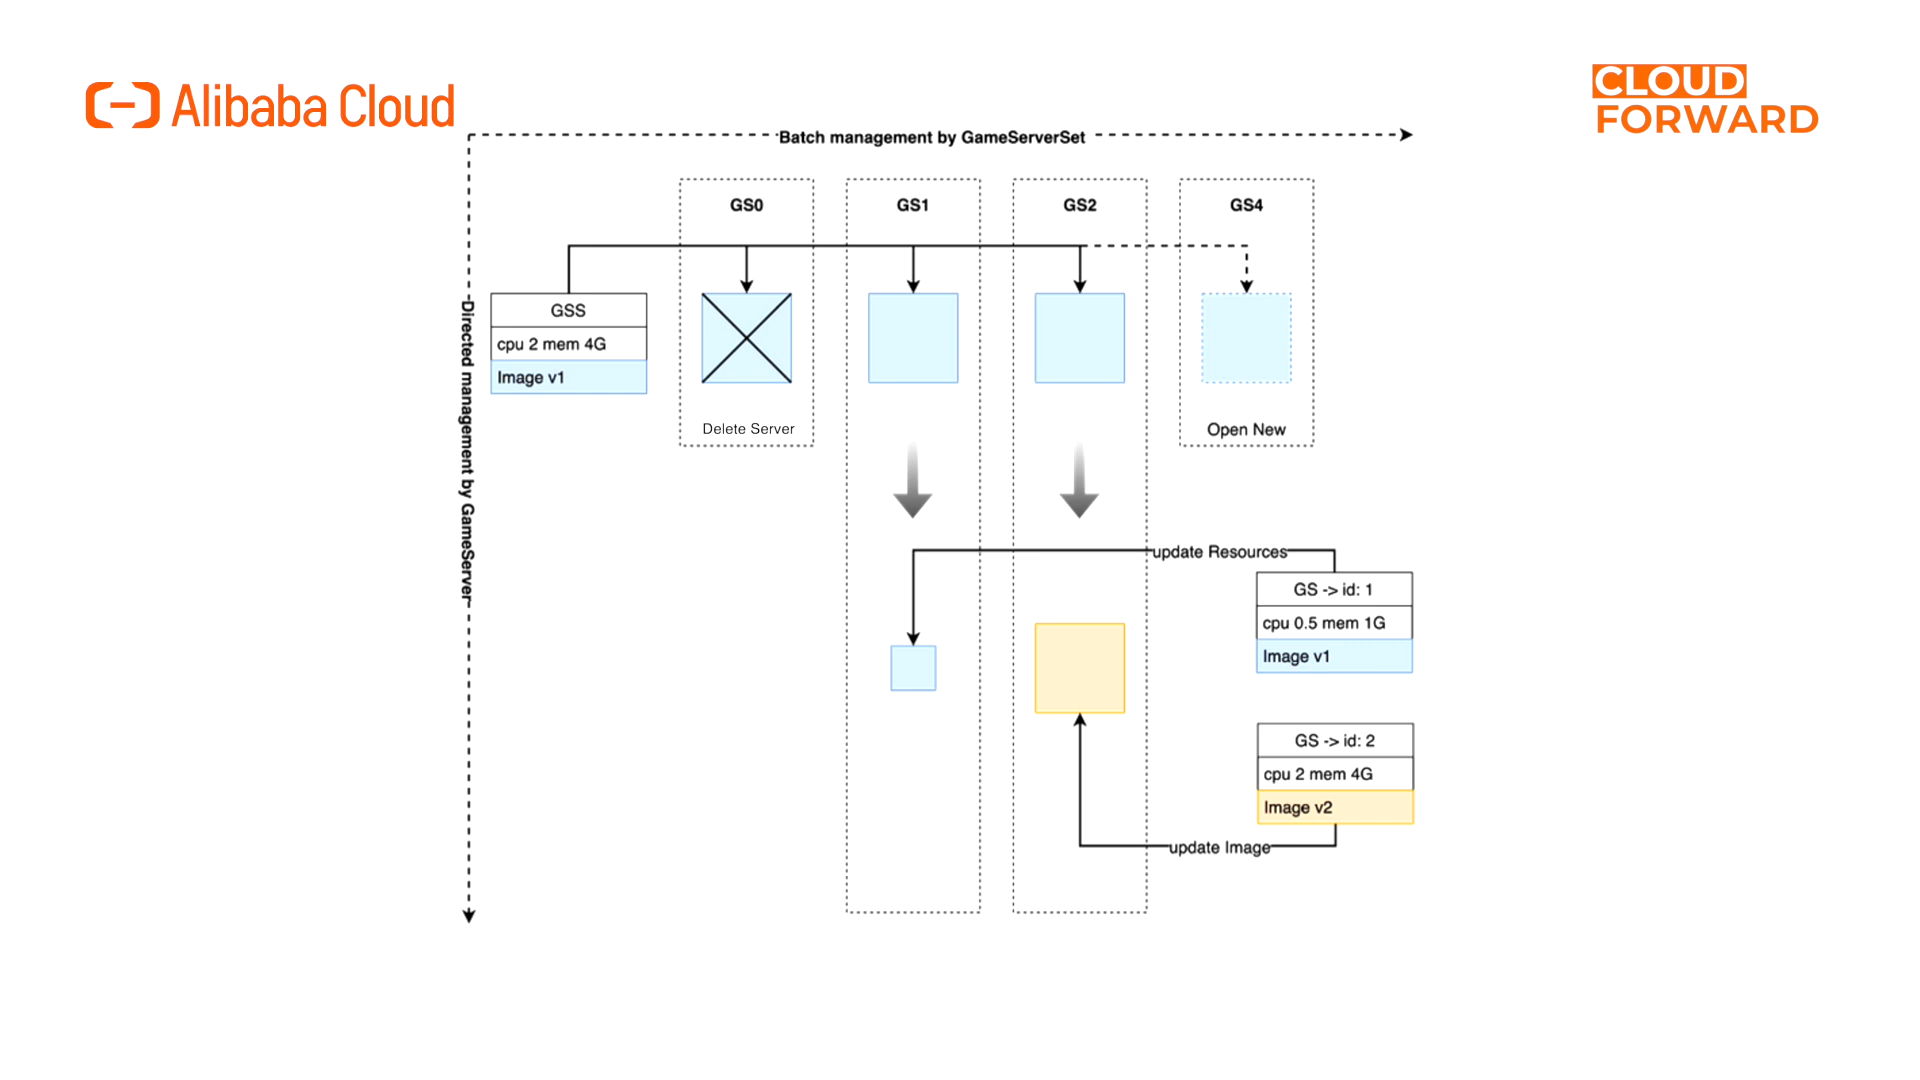 Alibaba Cloud
CLOUD
FORWARD
Batch management by GameServerSet
Directed management by GameServer
GS0
GS1
GS2
GS4
GSS
cpu 2 mem 4G
Image v1
Delete Server
Open New
update Resources
GS -> id: 1
cpu 0.5 mem 1G
Image v1
GS -> id: 2
cpu 2 mem 4G
Image v2
update Image